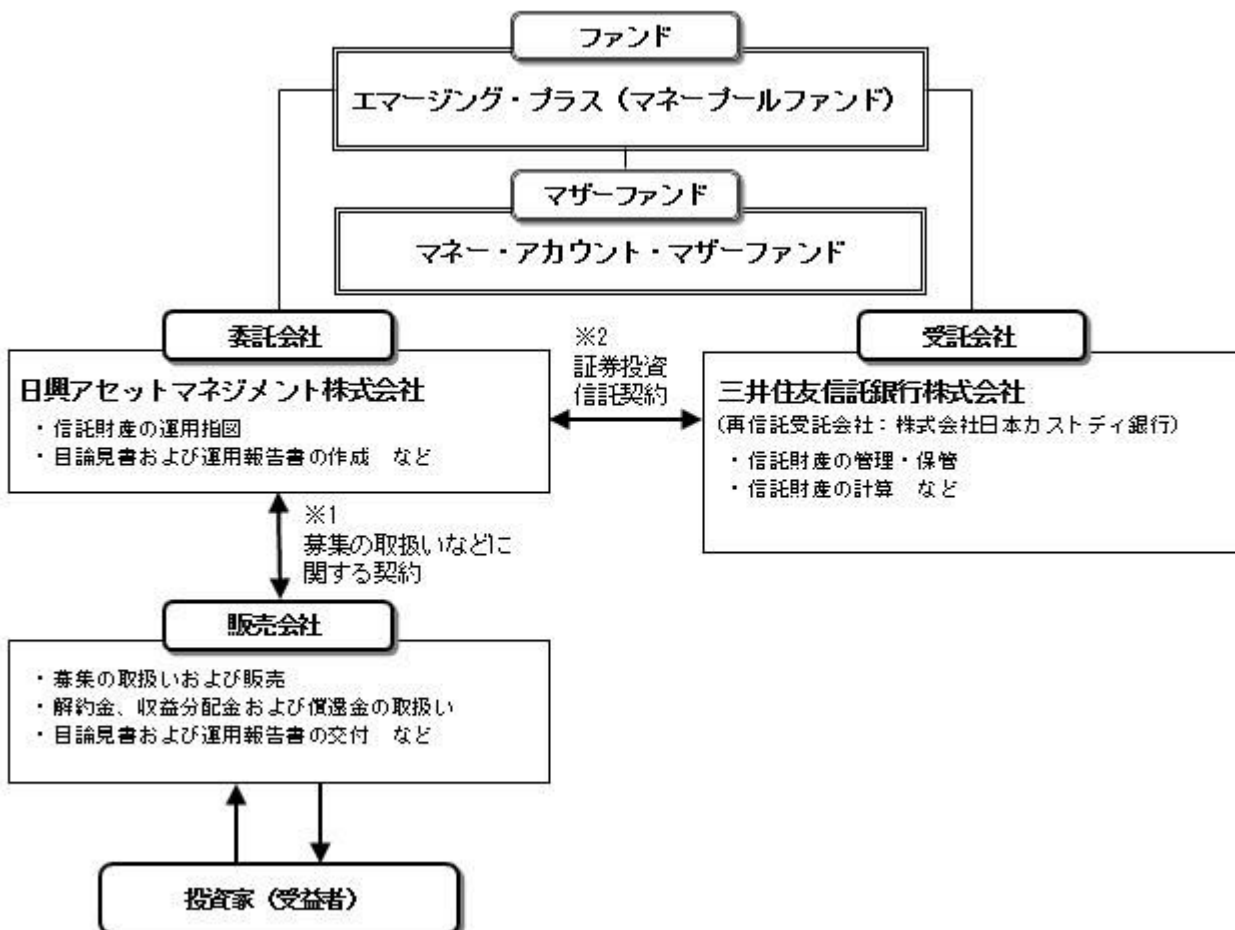 ファンド
エマージング・プラス（マネープールファンド）
マザーファンド
マネー・アカウント・マザーファンド
委託会社
日興アセットマネジメント株式会社
・信託財産の運用指図
・目論見書および運用報告書の作成　など
※2
証券投資
信託契約
受託会社
三井住友信託銀行株式会社
(再信託受託会社：株式会社日本カストディ銀行)
・信託財産の管理・保管
・信託財産の計算　など
※1
募集の取扱いなどに
関する契約
販売会社
・募集の取扱いおよび販売
・解約金、収益分配金および償還金の取扱い
・目論見書および運用報告書の交付　など
投資家（受益者）